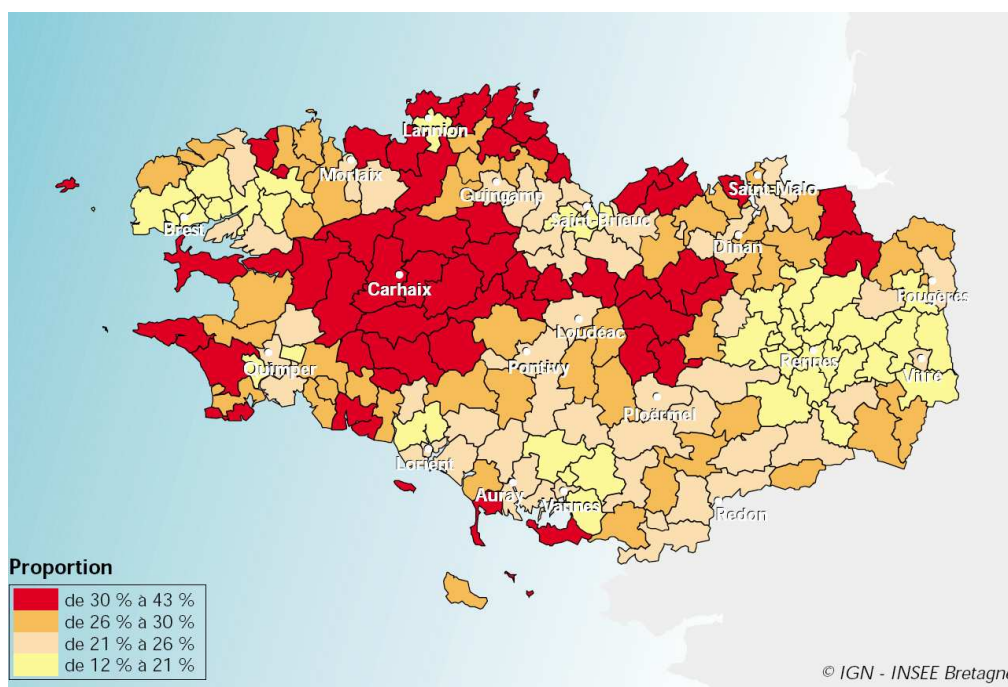 Lannion
Morlaix
Guingamp
Saint-Malo
Saint-Brieuc
Brest
Dinan
Carhaix
Fougères
Loudéac
Rennes
Quimper
Pontivy
Vitré
Ploërmel
Lorient
Auray
Vannes
Redon
Proportion
de 30 % à 43 %
de 26 % à 30 %
de 21 % à 26 %
de 12 % à 21 %
© IGN - INSEE Bretagne